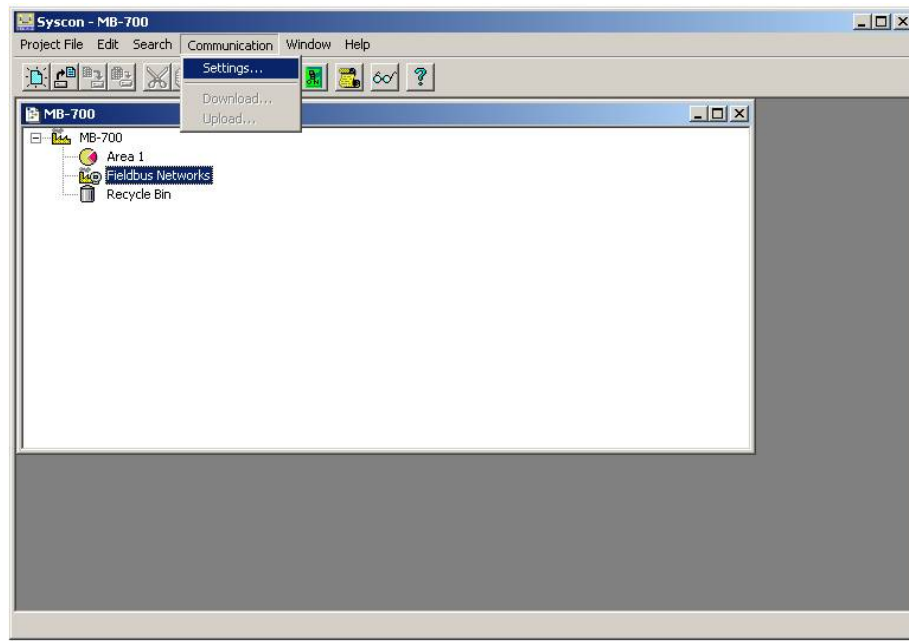 Syscon - MB-700
Project File Edit Search Communication Window Help
Settings...
Download...
Upload...
MB-700
MB-700
Area 1
Fieldbus Networks
Recycle Bin